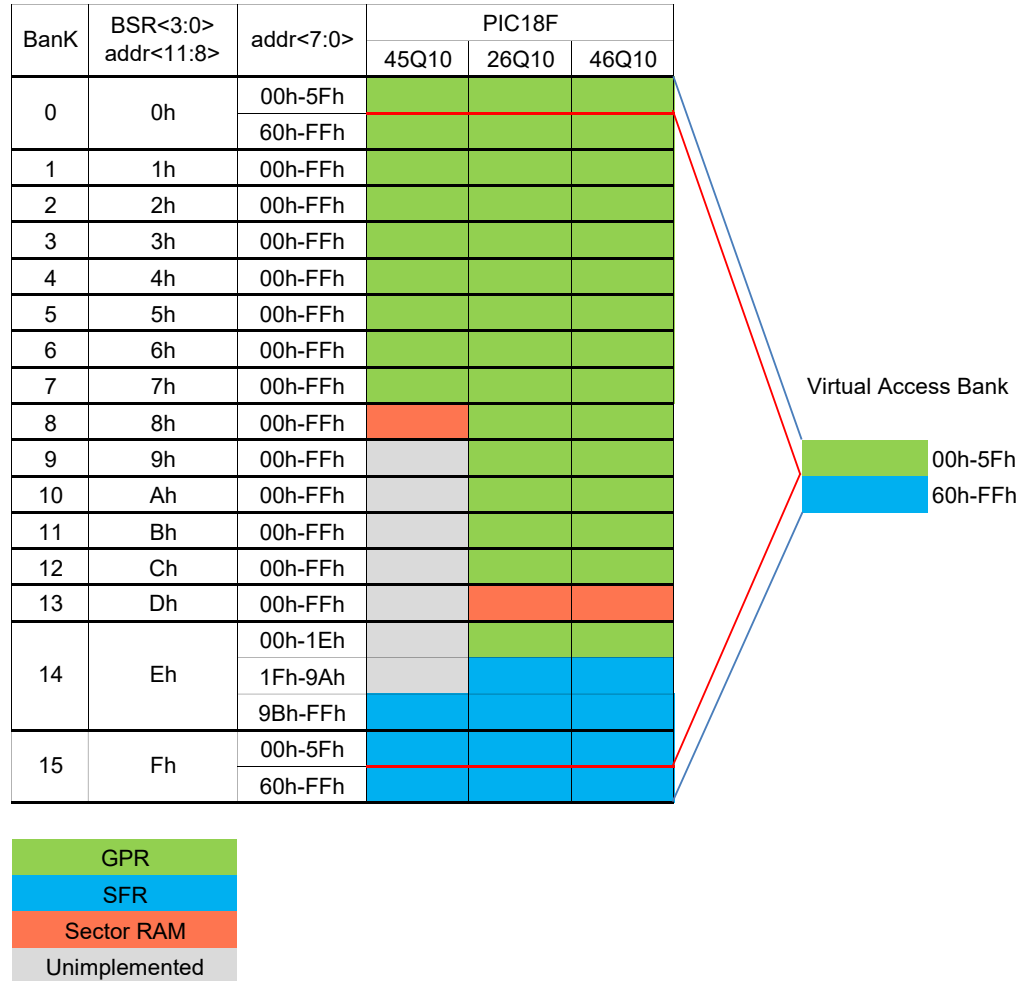 BanK BSR<3:0> addr<11:8> addr<7:0> PIC18F
45Q10 26Q10 46Q10
0 0h 00h-5Fh
60h-FFh
1 1h 00h-FFh
2 2h 00h-FFh
3 3h 00h-FFh
4 4h 00h-FFh
5 5h 00h-FFh
6 6h 00h-FFh
7 7h 00h-FFh
8 8h 00h-FFh
9 9h 00h-FFh
10 Ah 00h-FFh
11 Bh 00h-FFh
12 Ch 00h-FFh
13 Dh 00h-FFh
14 Eh 00h-1Eh
1Fh-9Ah
9Bh-FFh
15 Fh 00h-5Fh
60h-FFh
Virtual Access Bank
00h-5Fh
60h-FFh
GPR
SFR
Sector RAM
Unimplemented